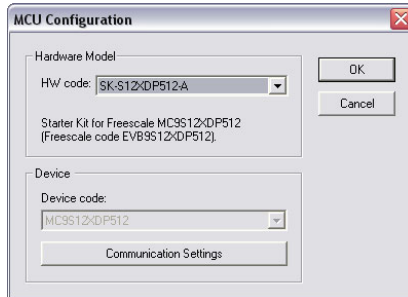 MCU Configuration
Hardware Model
HW code: SK-S12XDP512-A
OK
Cancel
Starter Kit for Freescale MC9S12XDP512
(Freescale code EVB9S12XDP512).
Device
Device code:
MC9S12XDP512
Communication Settings